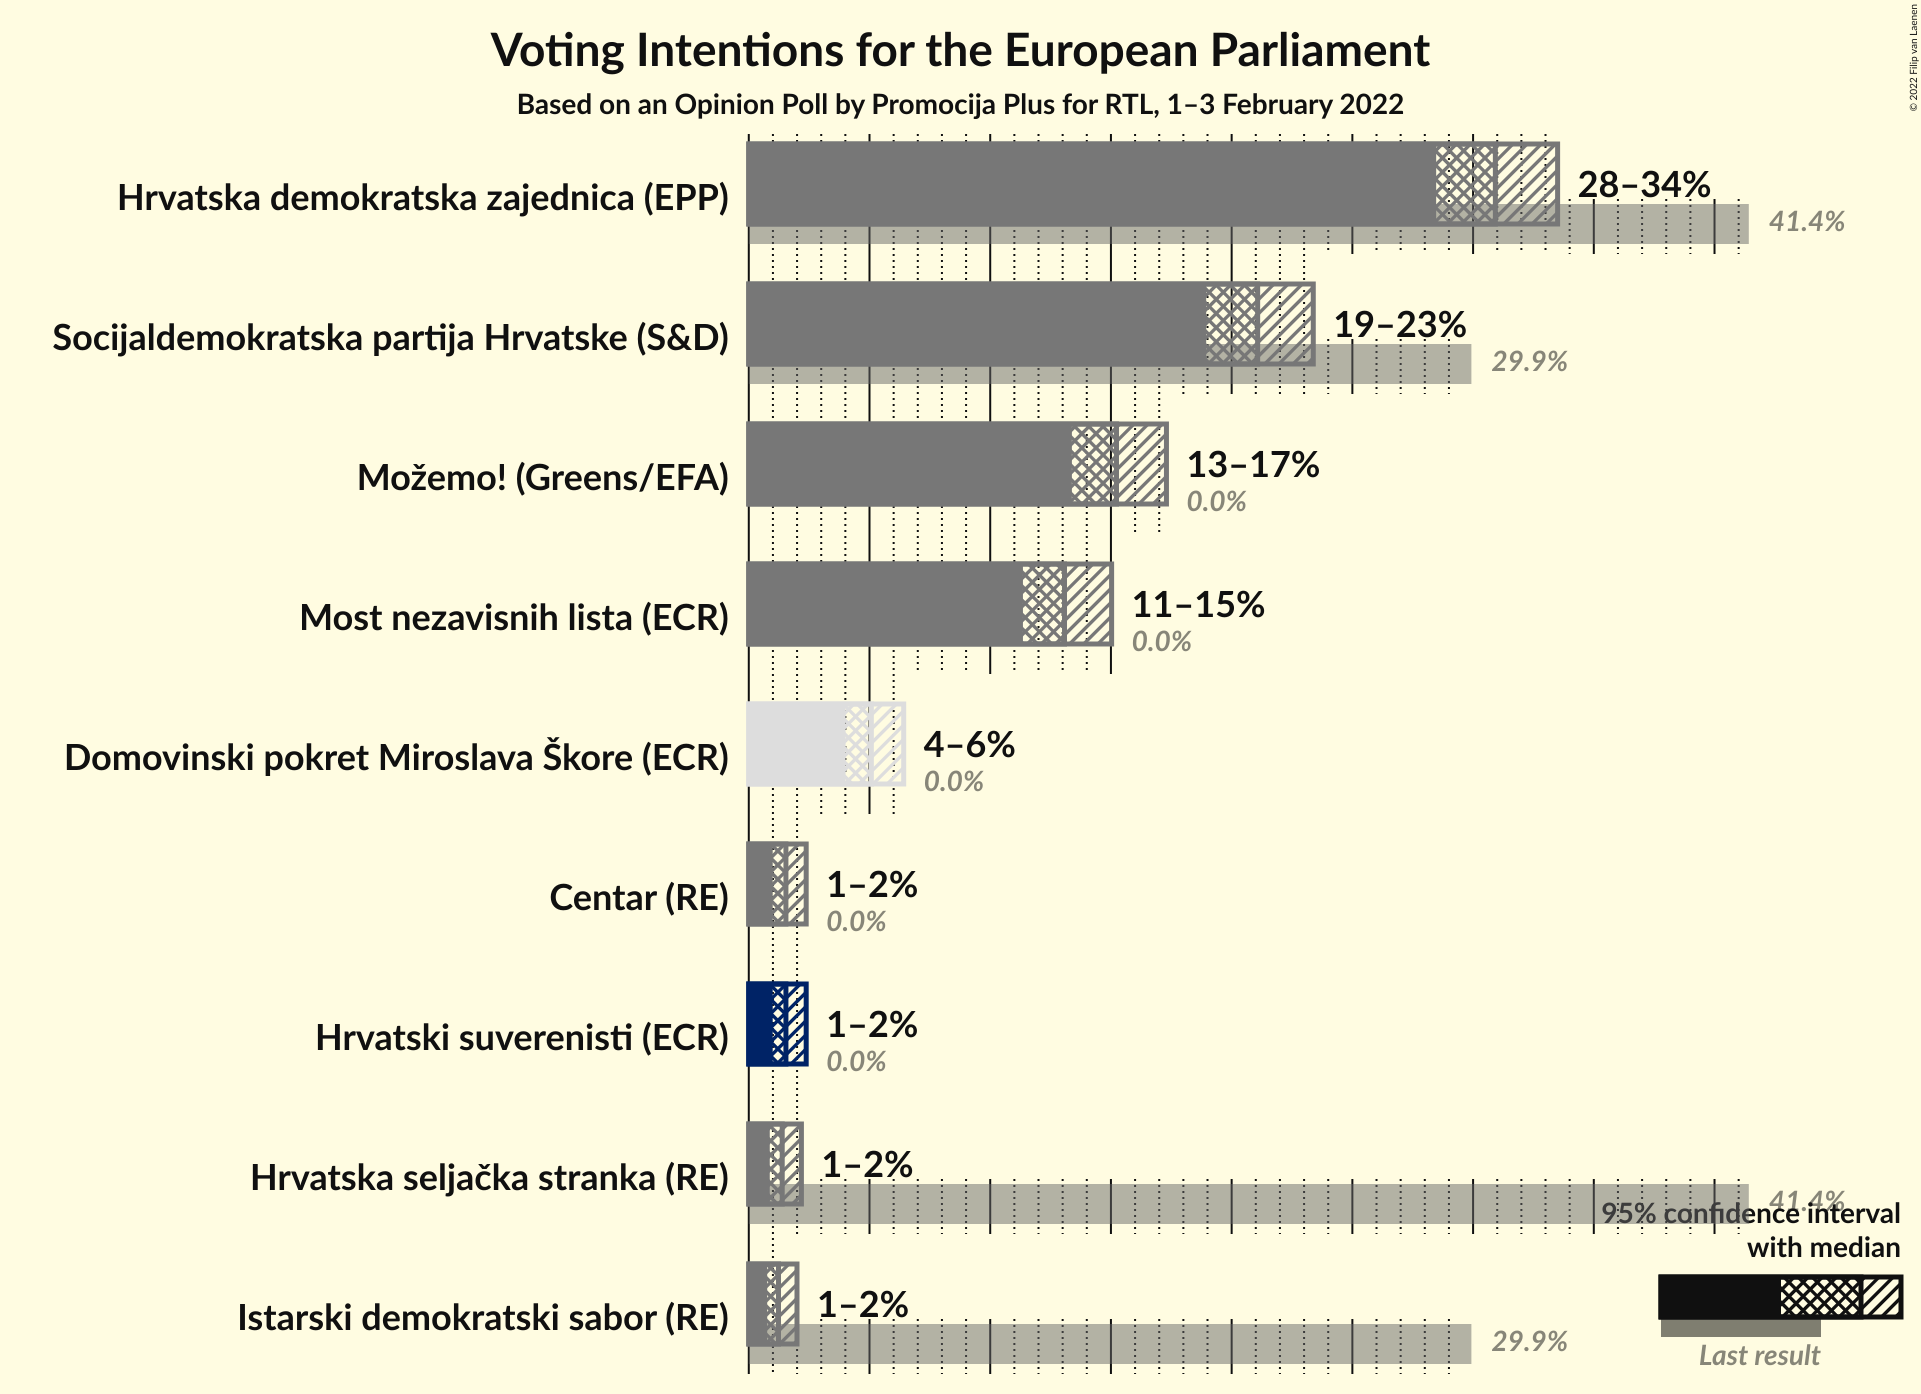 Voting Intentions for the European Parliament
Based on an Opinion Poll by Promocija Plus for RTL, 1–3 February 2022
© 2022 Filip van Laenen
Hrvatska demokratska zajednica (EPP)
28–34%
41.4%
Socijaldemokratska partija Hrvatske (S&D)
19–23%
29.9%
Možemo! (Greens/EFA)
13–17%
0.0%
Most nezavisnih lista (ECR)
11–15%
0.0%
Domovinski pokret Miroslava Škore (ECR)
4–6%
0.0%
Centar (RE)
1–2%
0.0%
Hrvatski suverenisti (ECR)
1–2%
0.0%
Hrvatska seljačka stranka (RE)
1–2%
41.4%
Istarski demokratski sabor (RE)
1–2%
29.9%
95% confidence interval
with median
Last result